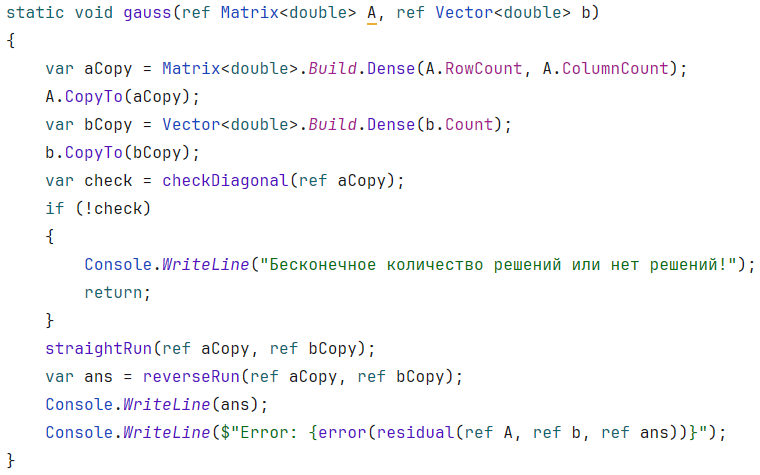 static void gauss(ref Matrix<double> A, ref Vector<double> b)
{
    var aCopy = Matrix<double>.Build.Dense(A.RowCount, A.ColumnCount);
    A.CopyTo(aCopy);
    var bCopy = Vector<double>.Build.Dense(b.Count);
    b.CopyTo(bCopy);
    var check = checkDiagonal(ref aCopy);
    if (!check)
    {
        Console.WriteLine("Бесконечное количество решений или нет решений!");
        return;
    }
    straightRun(ref aCopy, ref bCopy);
    var ans = reverseRun(ref aCopy, ref bCopy);
    Console.WriteLine(ans);
    Console.WriteLine($"Error: {error(residual(ref A, ref b, ref ans))}");
}